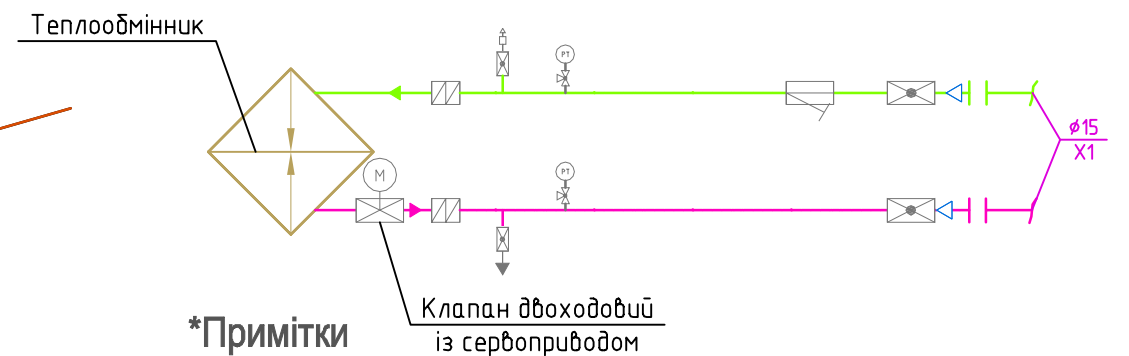 Теплообмінник
PT
ø15
X1
M
PT
Клапан двоходовий
із сервоприводом
*Примітки